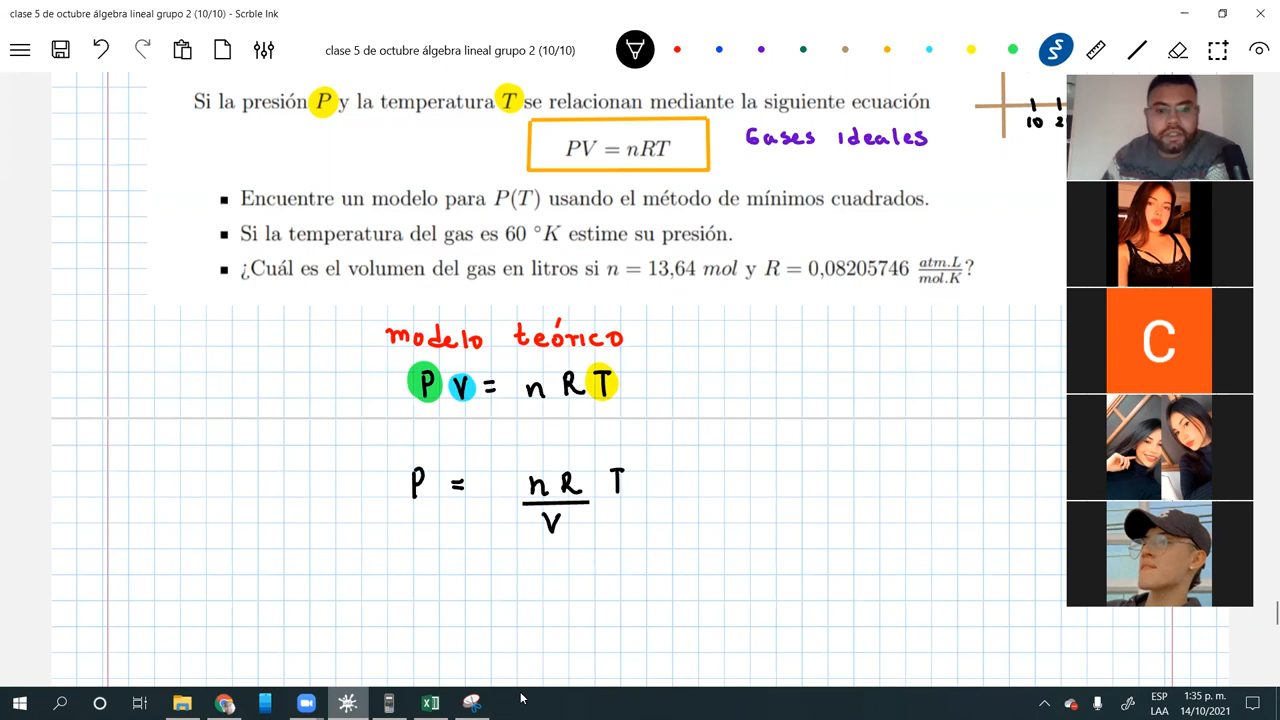 clase 5 de octubre álgebra lineal grupo 2 (10/10) - Scrble Ink
clase 5 de octubre álgebra lineal grupo 2 (10/10)
Si la presión P y la temperatura T se relacionan mediante la siguiente ecuación
PV = nRT
Gases ideales
10 2
▪ Encuentre un modelo para P(T) usando el método de mínimos cuadrados.
▪ Si la temperatura del gas es 60 °K estime su presión.
▪ ¿Cuál es el volumen del gas en litros si n = 13,64 mol y R = 0,08205746 atm.L/mol.K?
modelo teórico
P V = n R T
P = n R / V T
C
ESP
LAA
1:35 p. m.
14/10/2021